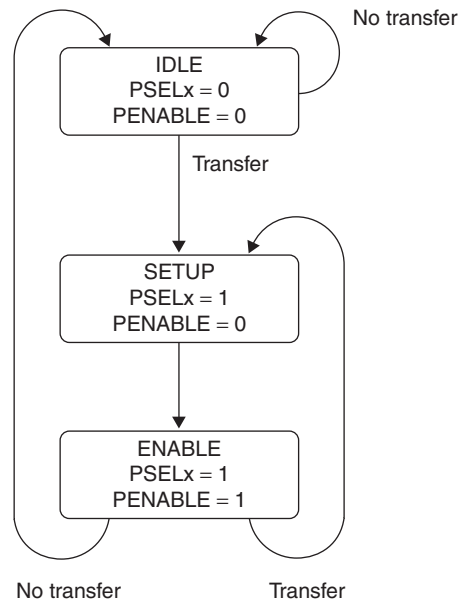 No transfer
IDLE
PSELx = 0
PENABLE = 0
Transfer
SETUP
PSELx = 1
PENABLE = 0
ENABLE
PSELx = 1
PENABLE = 1
No transfer
Transfer